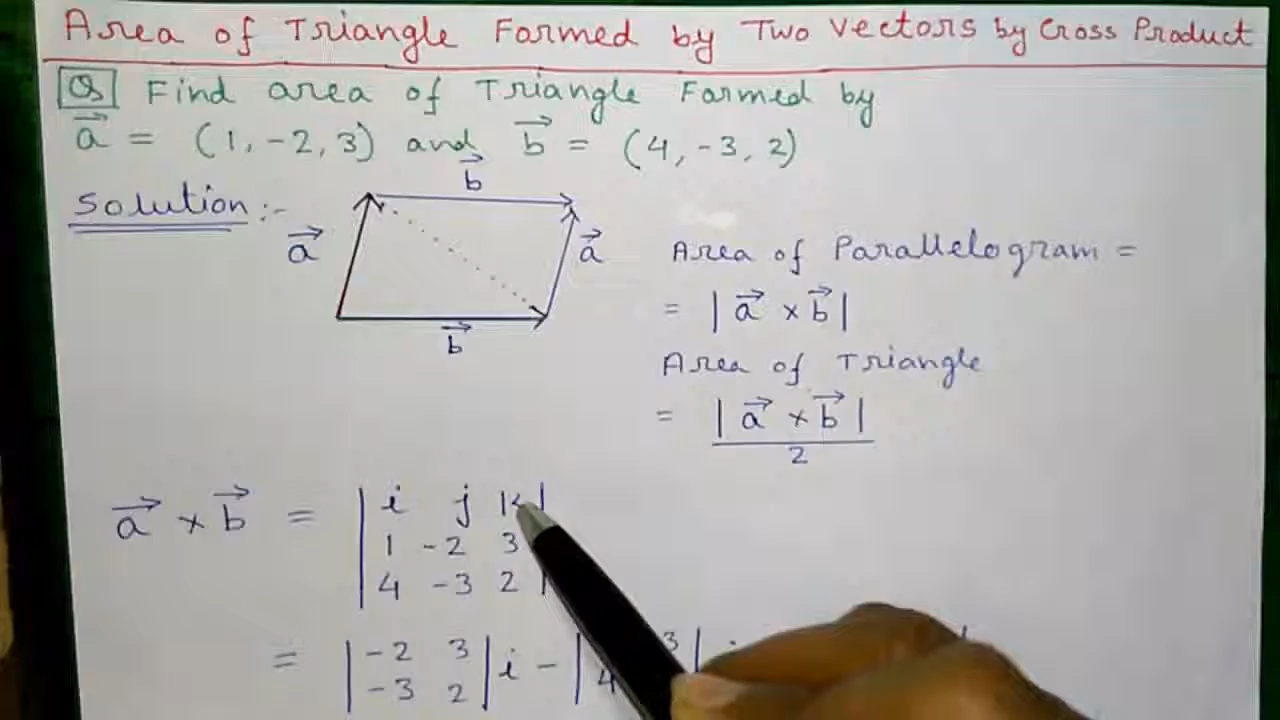 Area of Triangle Formed by Two Vectors by Cross Product
Q Find area of Triangle Formed by
a⃗ = (1, -2, 3) and b⃗ = (4, -3, 2)
Solution :-
b⃗
a⃗
a⃗
b⃗
Area of Parallelogram =
= | a⃗ × b⃗ |
Area of Triangle
= | a⃗ × b⃗ |
2
a⃗ × b⃗ = | i j k |
| 1 -2 3
| 4 -3 2 |
= | -2 3 | i - | 3 |
| -3 2 | | 4